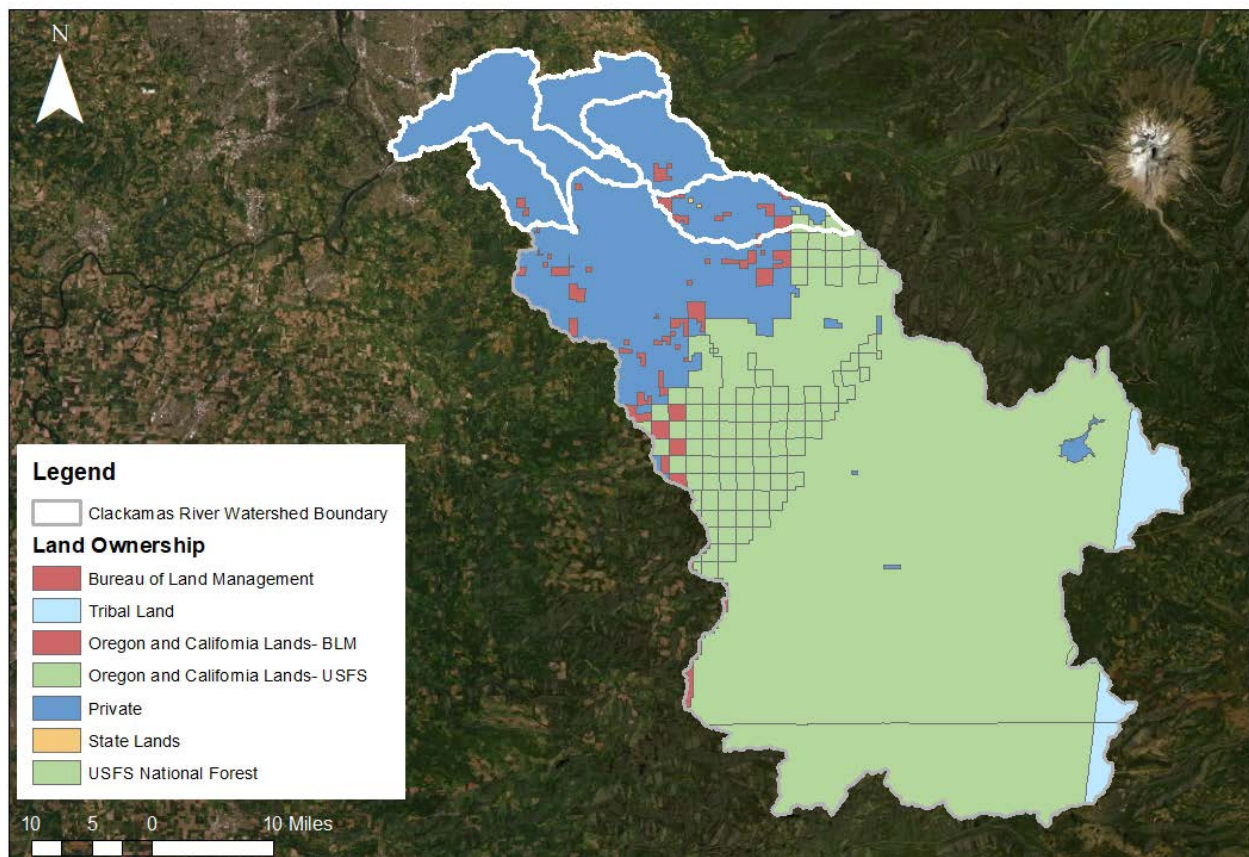 N
Legend
Clackamas River Watershed Boundary
Land Ownership
Bureau of Land Management
Tribal Land
Oregon and California Lands- BLM
Oregon and California Lands- USFS
Private
State Lands
USFS National Forest
10 5 0 10 Miles